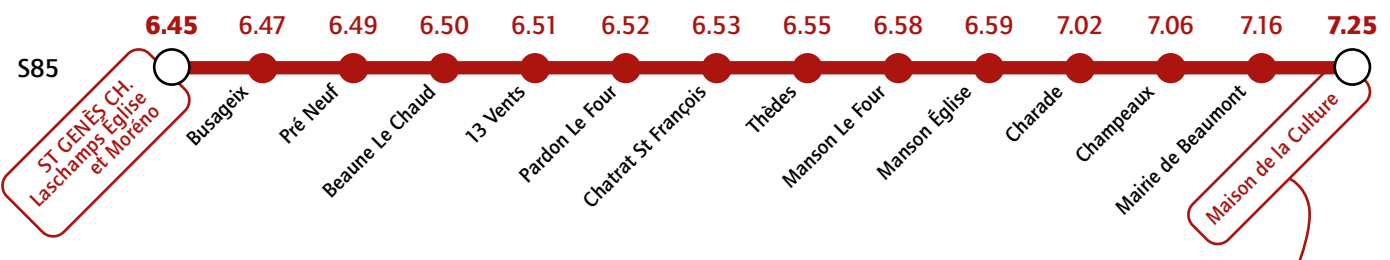 6.45 6.47 6.49 6.50 6.51 6.52 6.53 6.55 6.58 6.59 7.02 7.06 7.16 7.25
S85
ST GENÈS CH.
Laschamps Eglise
et Moréno
Busageix
Pré Neuf
Beaune Le Chaud
13 Vents
Pardon Le Four
Chatrat St François
Thèdes
Manson Le Four
Manson Église
Charade
Champeaux
Mairie de Beaumont
Maison de la Culture